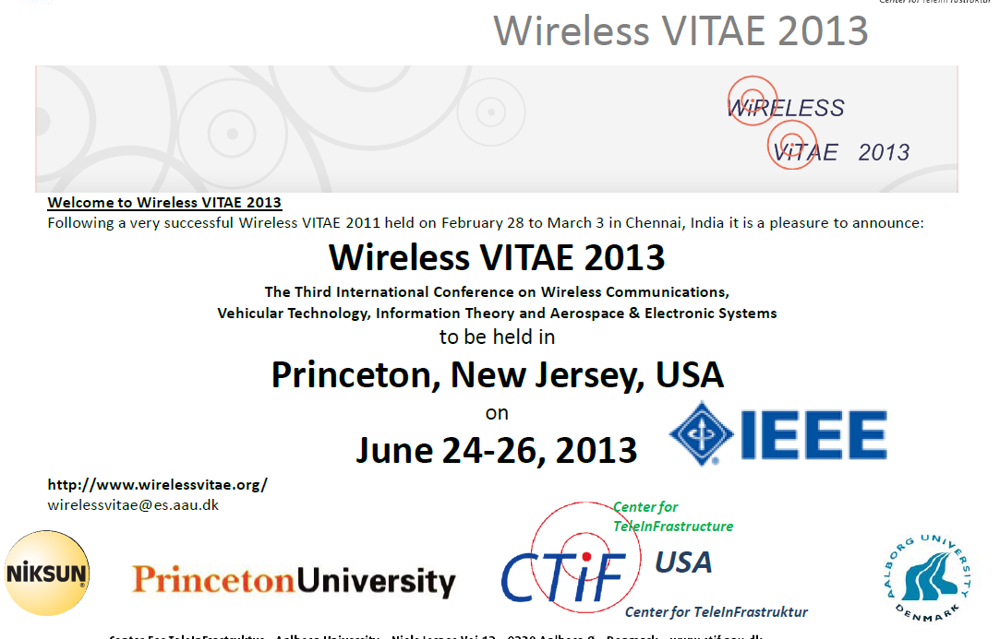 Center for TeleInFrastruktur
Wireless VITAE 2013
WiRELESS
ViTAE 2013
Welcome to Wireless VITAE 2013
Following a very successful Wireless VITAE 2011 held on February 28 to March 3 in Chennai, India it is a pleasure to announce:
Wireless VITAE 2013
The Third International Conference on Wireless Communications,
Vehicular Technology, Information Theory and Aerospace & Electronic Systems
to be held in
Princeton, New Jersey, USA
on
June 24-26, 2013
IEEE
http://www.wirelessvitae.org/
wirelessvitae@es.aau.dk
Center for
TeleInFrastructure
NiKSUN®
PrincetonUniversity
CTiF
USA
Center for TeleInFrastruktur
AALBORG UNIVERSITY
DENMARK